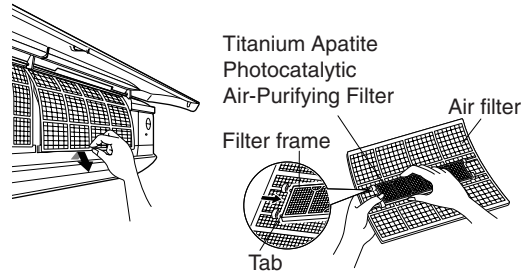 Titanium Apatite
Photocatalytic
Air-Purifying Filter
Air filter
Filter frame
Tab